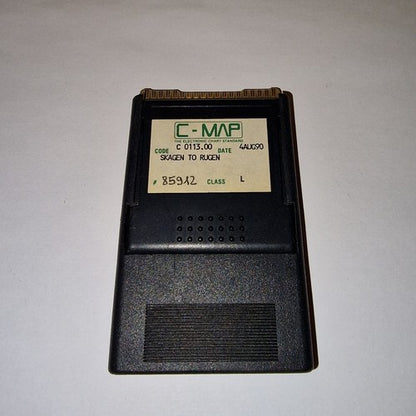 C-MAP
THE ELECTRONIC CHART STANDARD
CODE C 0113.00 DATE 4AUG90
SKAGEN TO RUGEN
# 85912 CLASS L